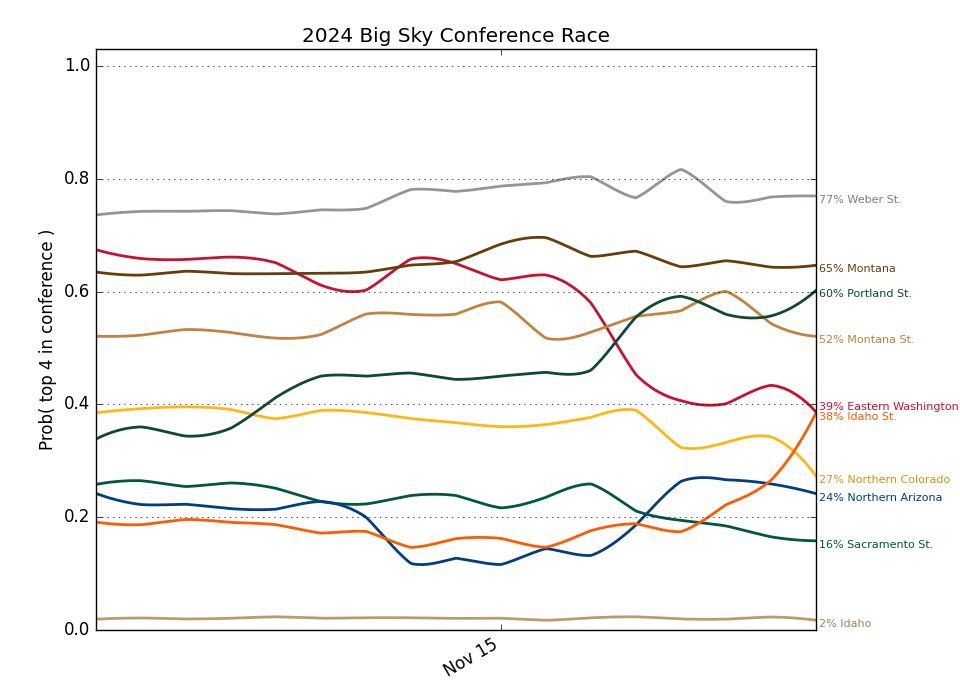 2024 Big Sky Conference Race
Prob( top 4 in conference )
1.0
0.8
0.6
0.4
0.2
0.0
Nov 15
77% Weber St.
65% Montana
60% Portland St.
52% Montana St.
39% Eastern Washington
38% Idaho St.
27% Northern Colorado
24% Northern Arizona
16% Sacramento St.
2% Idaho